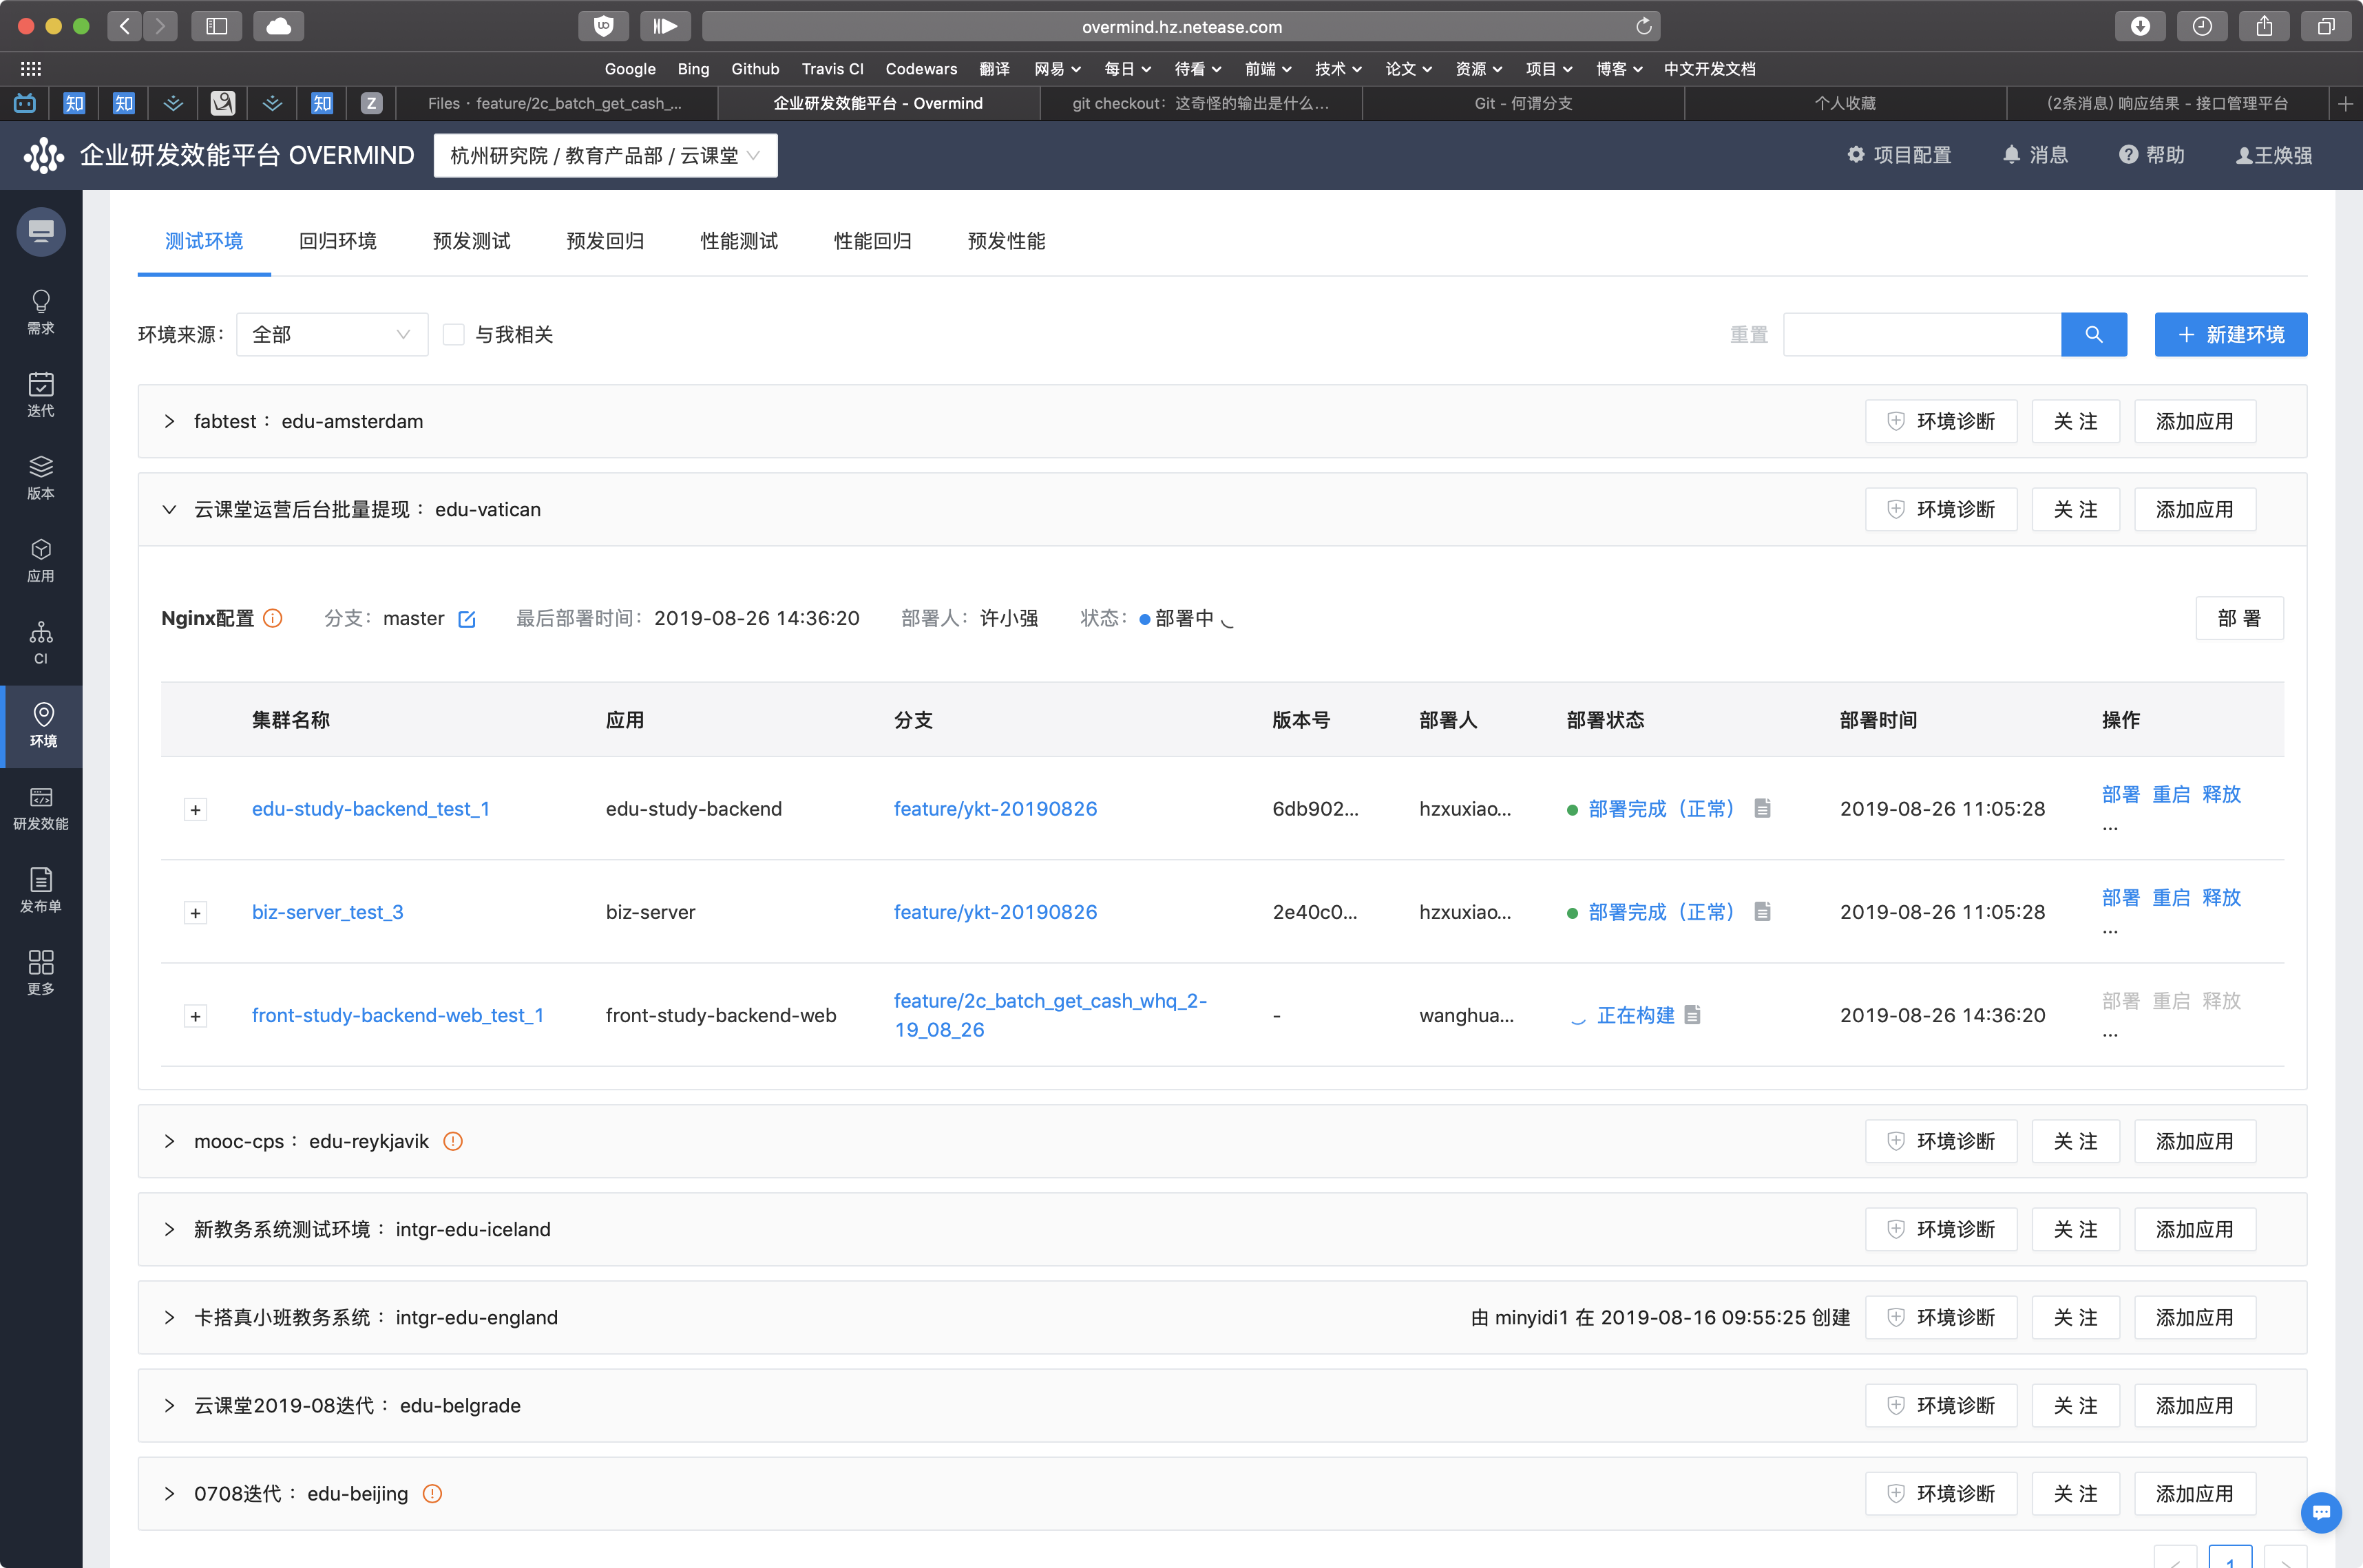 overmind.hz.netease.com
Google Bing Github Travis CI Codewars 翻译 网易 每日 待看 前端 技术 论文 资源 项目 博客 中文开发文档
知 知 知 Z Files · feature/2c_batch_get_cash_... 企业研发效能平台 - Overmind git checkout：这奇怪的输出是什么... Git - 何谓分支 个人收藏 (2条消息) 响应结果 - 接口管理平台
企业研发效能平台 OVERMIND 杭州研究院 / 教育产品部 / 云课堂 项目配置 消息 帮助 王焕强
需求
迭代
版本
应用
CI
环境
研发效能
发布单
更多
测试环境 回归环境 预发测试 预发回归 性能测试 性能回归 预发性能
环境来源： 全部 与我相关 重置 新建环境
fabtest： edu-amsterdam 环境诊断 关 注 添加应用
云课堂运营后台批量提现： edu-vatican 环境诊断 关 注 添加应用
Nginx配置 分支： master 最后部署时间： 2019-08-26 14:36:20 部署人： 许小强 状态： 部署中 部 署
集群名称 应用 分支 版本号 部署人 部署状态 部署时间 操作
edu-study-backend_test_1 edu-study-backend feature/ykt-20190826 6db902... hzxuxiao... 部署完成（正常） 2019-08-26 11:05:28 部署 重启 释放
...
biz-server_test_3 biz-server feature/ykt-20190826 2e40c0... hzxuxiao... 部署完成（正常） 2019-08-26 11:05:28 部署 重启 释放
...
front-study-backend-web_test_1 front-study-backend-web feature/2c_batch_get_cash_whq_2-
19_08_26 - wanghua... 正在构建 2019-08-26 14:36:20 部署 重启 释放
...
mooc-cps： edu-reykjavik 环境诊断 关 注 添加应用
新教务系统测试环境： intgr-edu-iceland 环境诊断 关 注 添加应用
卡搭真小班教务系统： intgr-edu-england 由 minyidi1 在 2019-08-16 09:55:25 创建 环境诊断 关 注 添加应用
云课堂2019-08迭代： edu-belgrade 环境诊断 关 注 添加应用
0708迭代： edu-beijing 环境诊断 关 注 添加应用
1